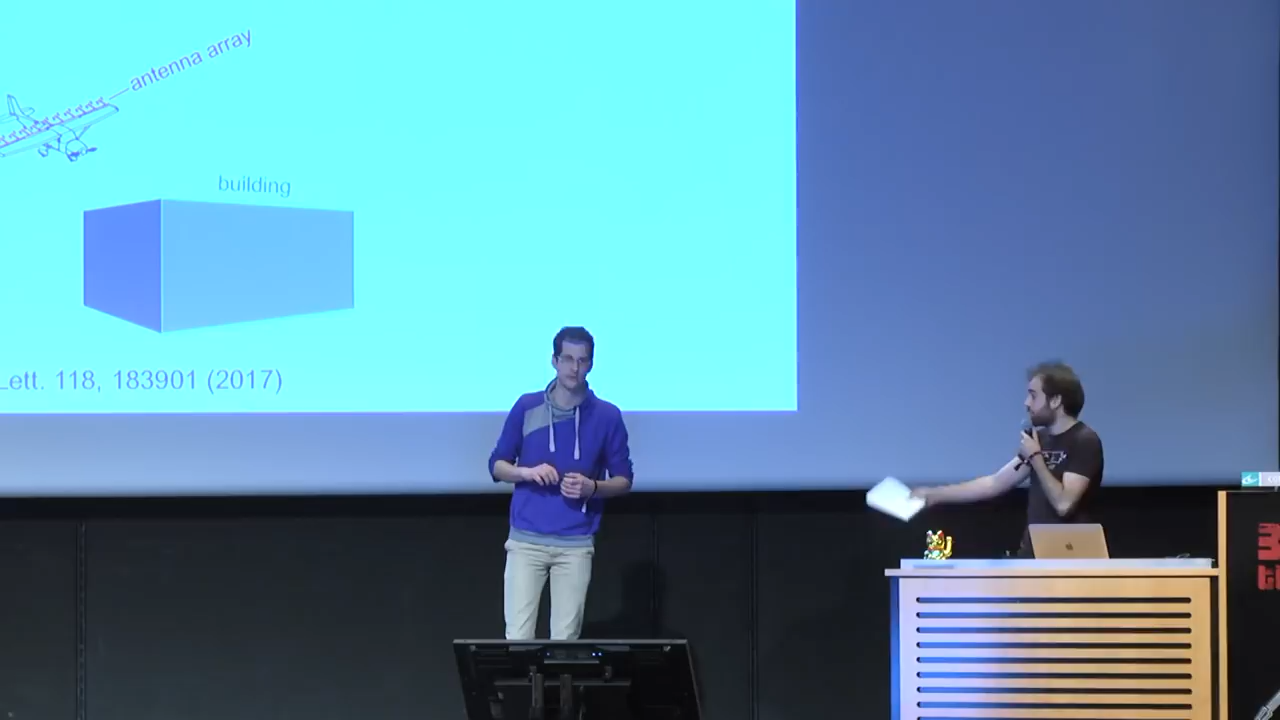 antenna array
building
Lett. 118, 183901 (2017)